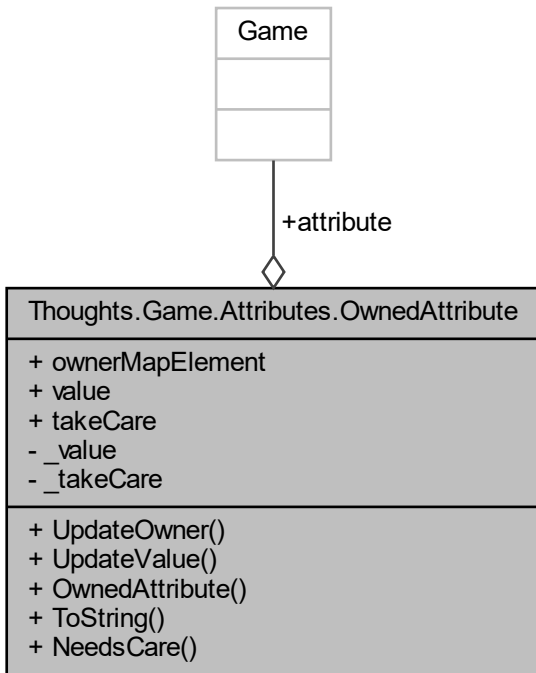 Game
+attribute
Thoughts.Game.Attributes.OwnedAttribute
+ ownerMapElement
+ value
+ takeCare
- _value
- _takeCare
+ UpdateOwner()
+ UpdateValue()
+ OwnedAttribute()
+ ToString()
+ NeedsCare()